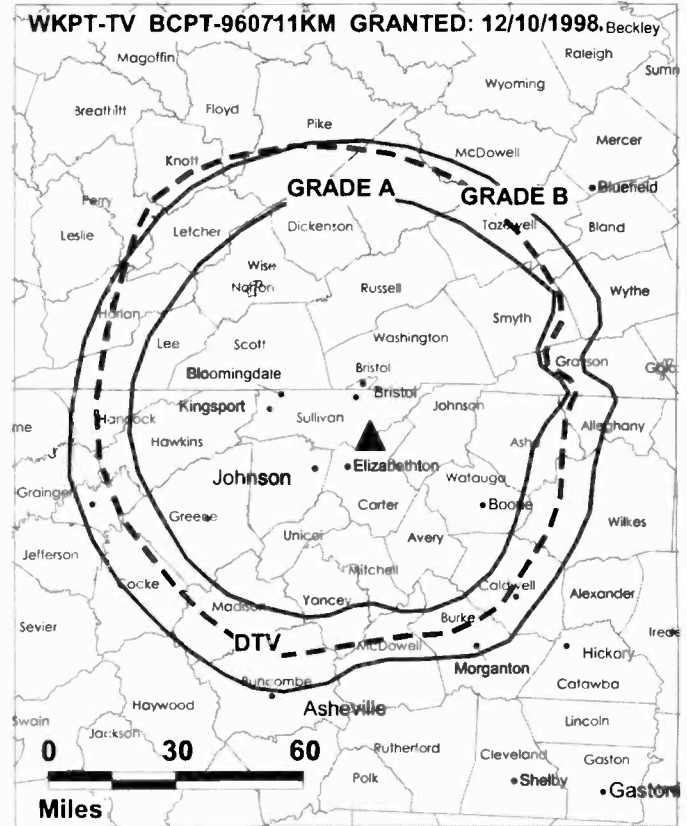 WKPT-TV BCPT-960711KM GRANTED: 12/10/1998.
Beckley
Raleigh
Magoffin
Wyoming
Breathitt
Floyd
Pike
Mercer
McDowell
Knott
GRADE A
GRADE B
Bluefield
Perry
Leslie
Letcher
Dickenson
Tazewell
Bland
Wise
Norton
Russell
Wythe
Harlan
Smyth
Lee
Scott
Washington
Grayson
Bloomingdale
Bristol
Bristol
Kingsport
Sullivan
Johnson
Hancock
Alleghany
Hawkins
Ashe
Johnson
Elizabethton
Watauga
Grainger
Carter
Boone
Greene
Wilkes
Unicoi
Avery
Jefferson
Mitchell
Cocke
Caldwell
Alexander
Madison
Yancey
Burke
Sevier
DTV
McDowell
Hickory
Morganton
Buncombe
Catawba
Haywood
Asheville
Swain
Lincoln
Jackson
0 30 60
Rutherford
Cleveland
Gaston
Polk
Shelby
Miles